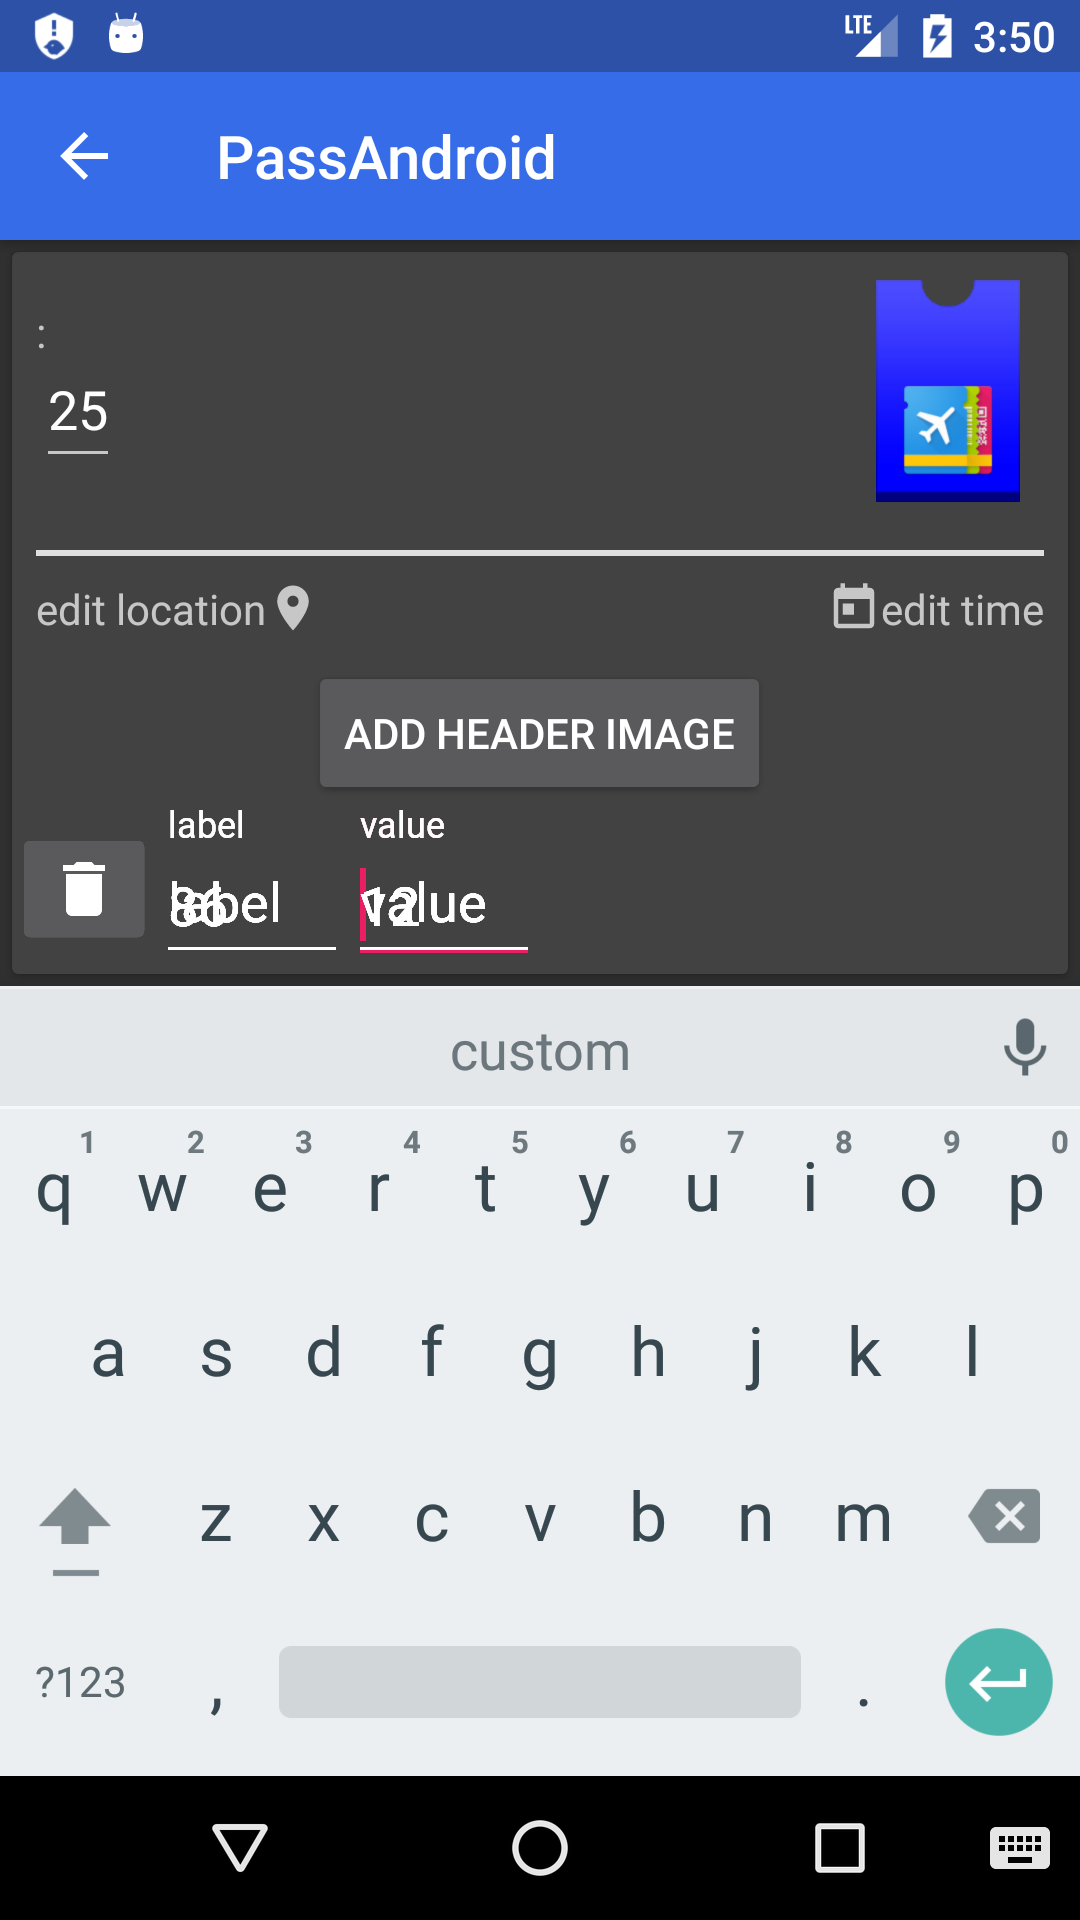 LTE 3:50
PassAndroid
:
25
edit location edit time
ADD HEADER IMAGE
label value
label value
custom
1 2 3 4 5 6 7 8 9 0
q w e r t y u i o p
a s d f g h j k l
z x c v b n m
?123 , .